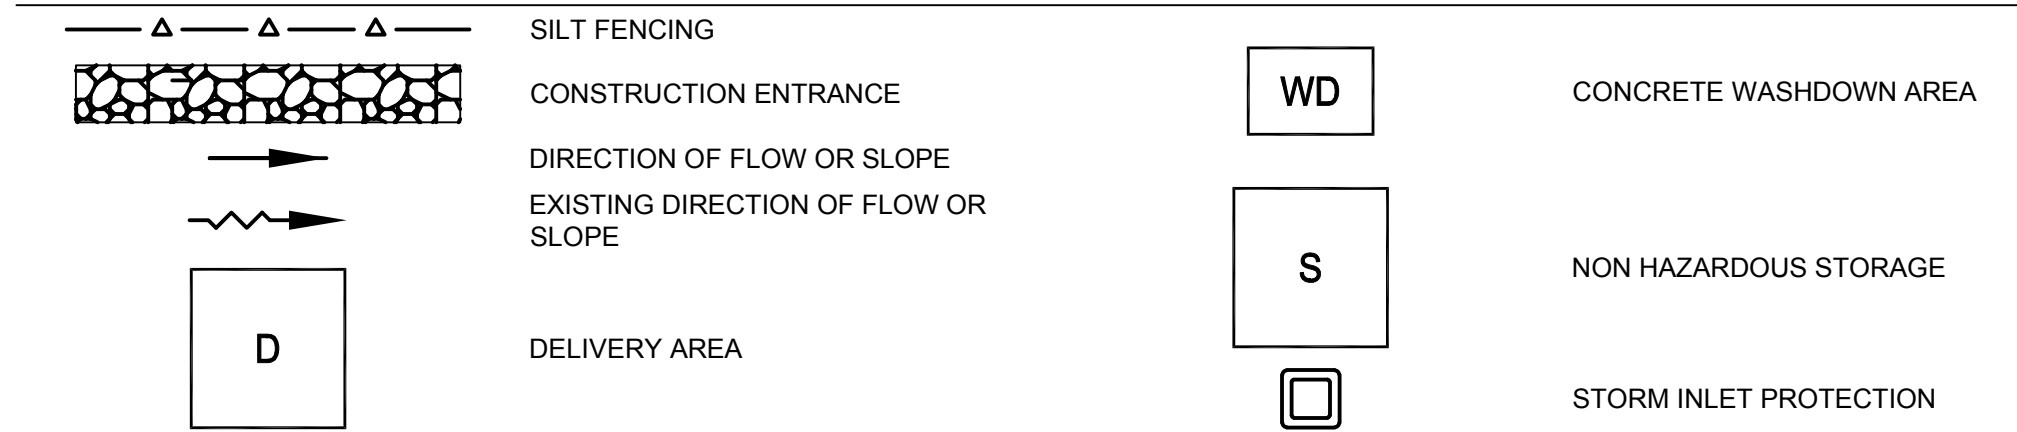 SILT FENCING
CONSTRUCTION ENTRANCE
DIRECTION OF FLOW OR SLOPE
EXISTING DIRECTION OF FLOW OR
SLOPE
D
DELIVERY AREA
WD
CONCRETE WASHDOWN AREA
S
NON HAZARDOUS STORAGE
STORM INLET PROTECTION